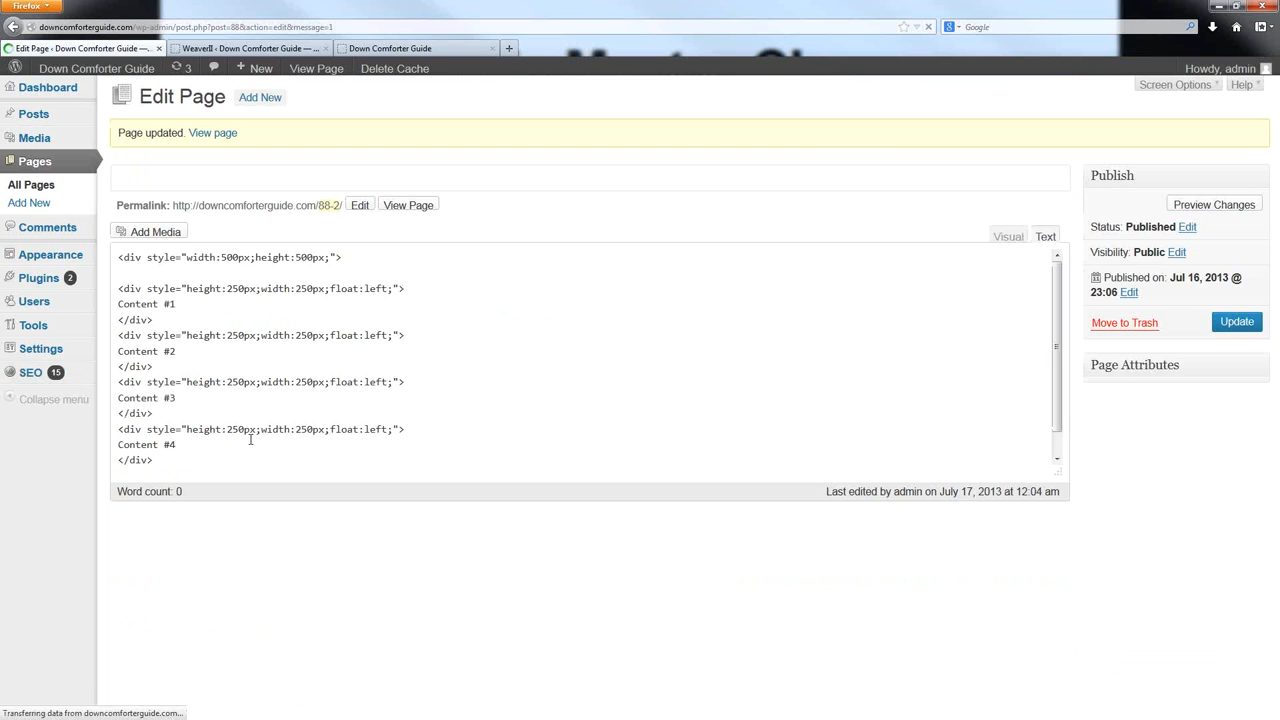 Firefox
downcomforterguide.com/wp-admin/post.php?post=88&action=edit&message=1
Google
Edit Page ‹ Down Comforter Guide —...
WeaverII ‹ Down Comforter Guide — ...
Down Comforter Guide
Down Comforter Guide
3
New
View Page
Delete Cache
Howdy, admin
Dashboard
Posts
Media
Pages
All Pages
Add New
Comments
Appearance
Plugins 2
Users
Tools
Settings
SEO 15
Collapse menu
Screen Options
Help
Edit Page
Add New
Page updated. View page
Permalink: http://downcomforterguide.com/88-2/ Edit View Page
Add Media
Visual
Text
<div style="width:500px;height:500px;">
<div style="height:250px;width:250px;float:left;">
Content #1
</div>
<div style="height:250px;width:250px;float:left;">
Content #2
</div>
<div style="height:250px;width:250px;float:left;">
Content #3
</div>
<div style="height:250px;width:250px;float:left;">
Content #4
</div>
Word count: 0
Last edited by admin on July 17, 2013 at 12:04 am
Publish
Preview Changes
Status: Published Edit
Visibility: Public Edit
Published on: Jul 16, 2013 @
23:06 Edit
Move to Trash
Update
Page Attributes
Transferring data from downcomforterguide.com...